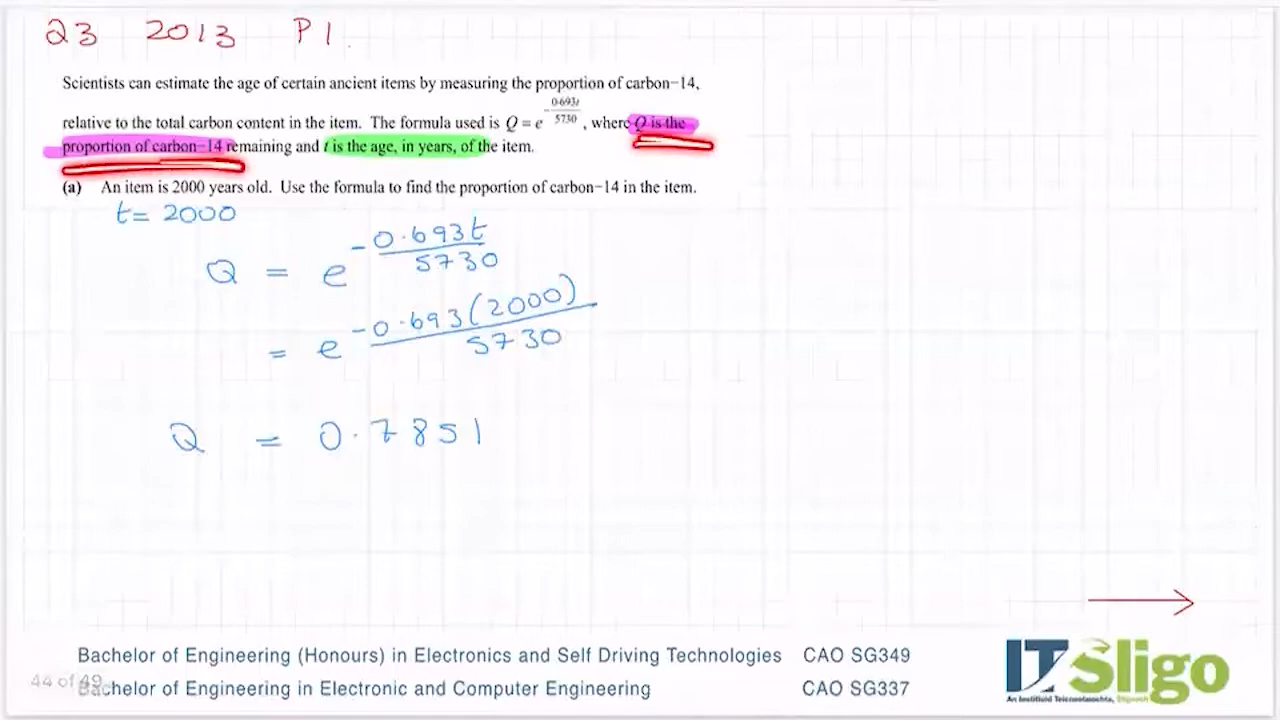 Q3 2013 P1
Scientists can estimate the age of certain ancient items by measuring the proportion of carbon−14,
relative to the total carbon content in the item. The formula used is Q = e^(−0·693t/5730), where Q is the
proportion of carbon−14 remaining and t is the age, in years, of the item.
(a) An item is 2000 years old. Use the formula to find the proportion of carbon−14 in the item.
t = 2000
Q = e^(−0.693t/5730)
= e^(−0.693(2000)/5730)
Q = 0.7851
Bachelor of Engineering (Honours) in Electronics and Self Driving Technologies CAO SG349
44 of 49
Bachelor of Engineering in Electronic and Computer Engineering CAO SG337
IT Sligo
An Institiúid Teicneolaíochta, Sligeach